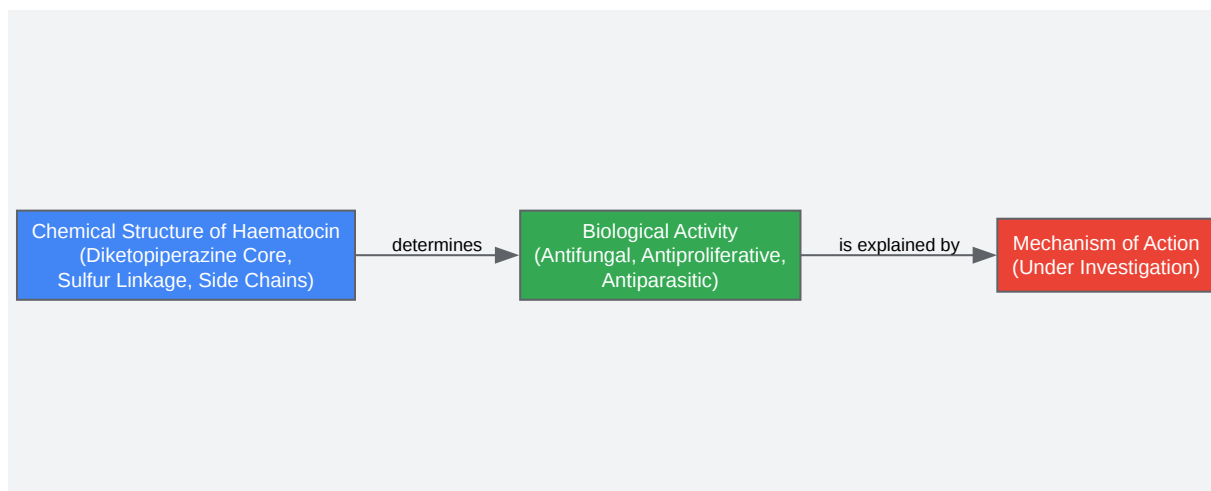 Chemical Structure of Haematocin
(Diketopiperazine Core,
Sulfur Linkage, Side Chains)
determines
Biological Activity
(Antifungal, Antiproliferative,
Antiparasitic)
is explained by
Mechanism of Action
(Under Investigation)